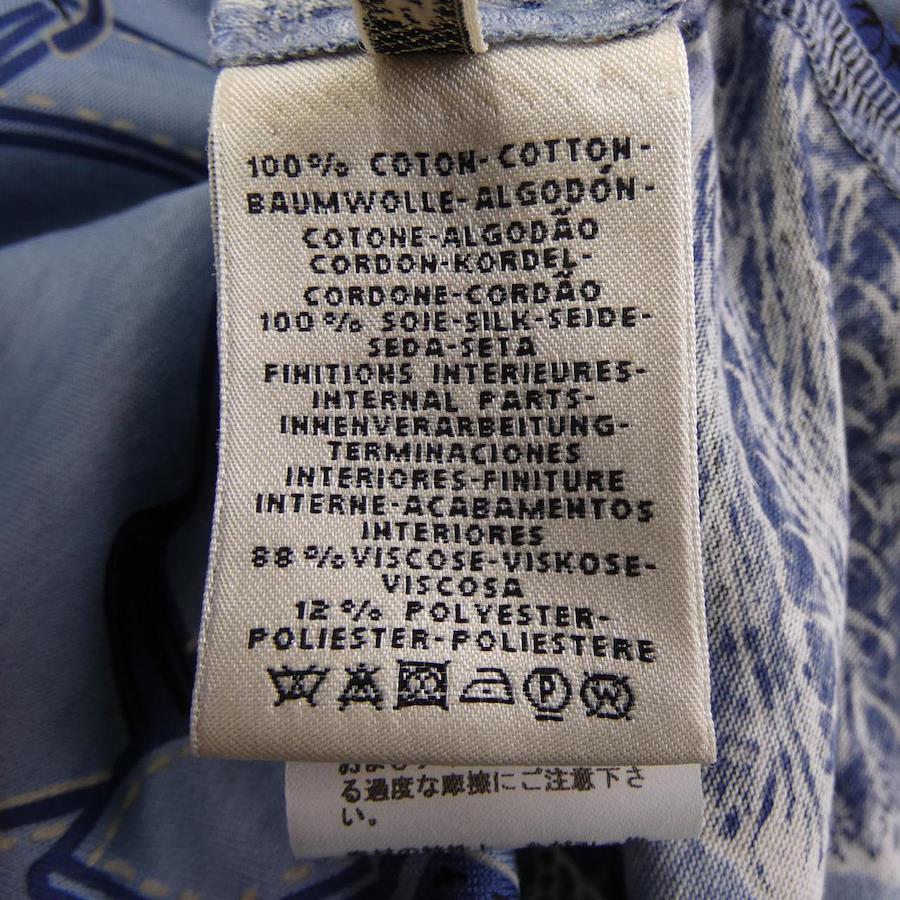 100% COTON-COTTON-
BAUMWOLLE-ALGODÓN-
COTONE-ALGODÃO
CORDON-KORDEL-
CORDONE-CORDÃO
100% SOIE-SILK-SEIDE-
SEDA-SETA
FINITIONS INTERIEURES-
INTERNAL PARTS-
INNENVERARBEITUNG-
TERMINACIONES
INTERIORES-FINITURE
INTERNE-ACABAMENTOS
INTERIORES
88%VISCOSE-VISKOSE-
VISCOSA
12% POLYESTER-
POLIESTER-POLIESTERE
P W
る過度な摩擦にご注意下さ
い。